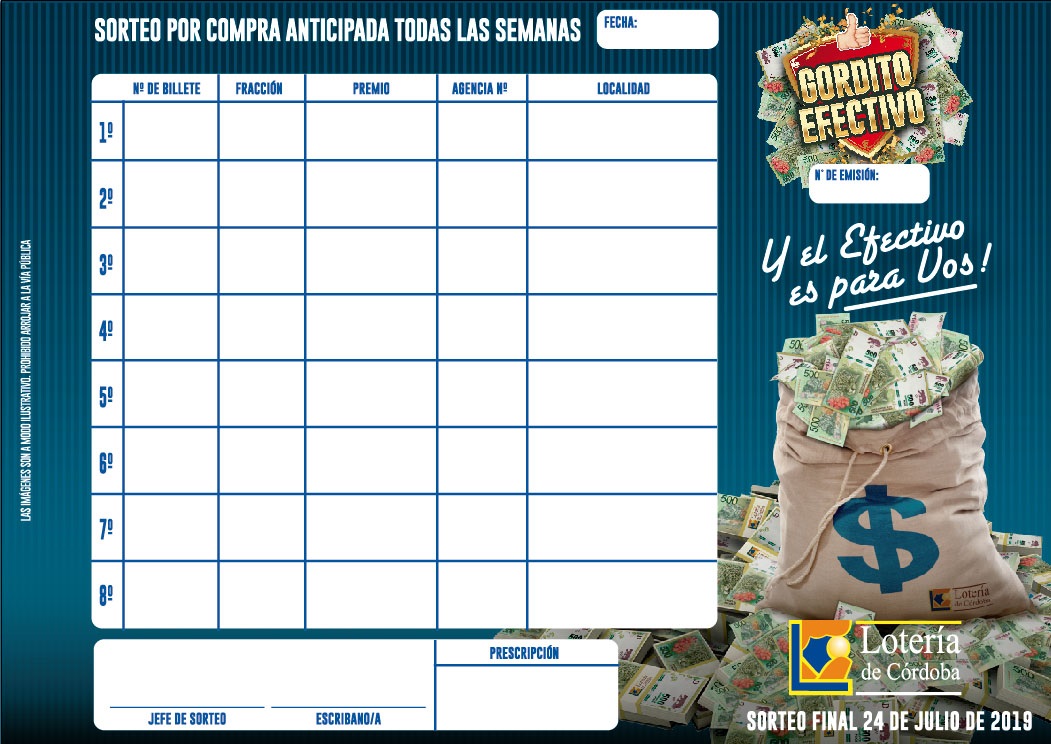 SORTEO POR COMPRA ANTICIPADA TODAS LAS SEMANAS
FECHA:
Nº DE BILLETE FRACCIÓN PREMIO AGENCIA Nº LOCALIDAD
1º
2º
3º
4º
5º
6º
7º
8º
JEFE DE SORTEO ESCRIBANO/A
PRESCRIPCIÓN
LAS IMÁGENES SON A MODO ILUSTRATIVO. PROHIBIDO ARROJAR A LA VÍA PÚBLICA
GORDITO
EFECTIVO
N° DE EMISIÓN:
Y el Efectivo
es para Vos!
$
Lotería
de Córdoba
Lotería
de Córdoba
SORTEO FINAL 24 DE JULIO DE 2019